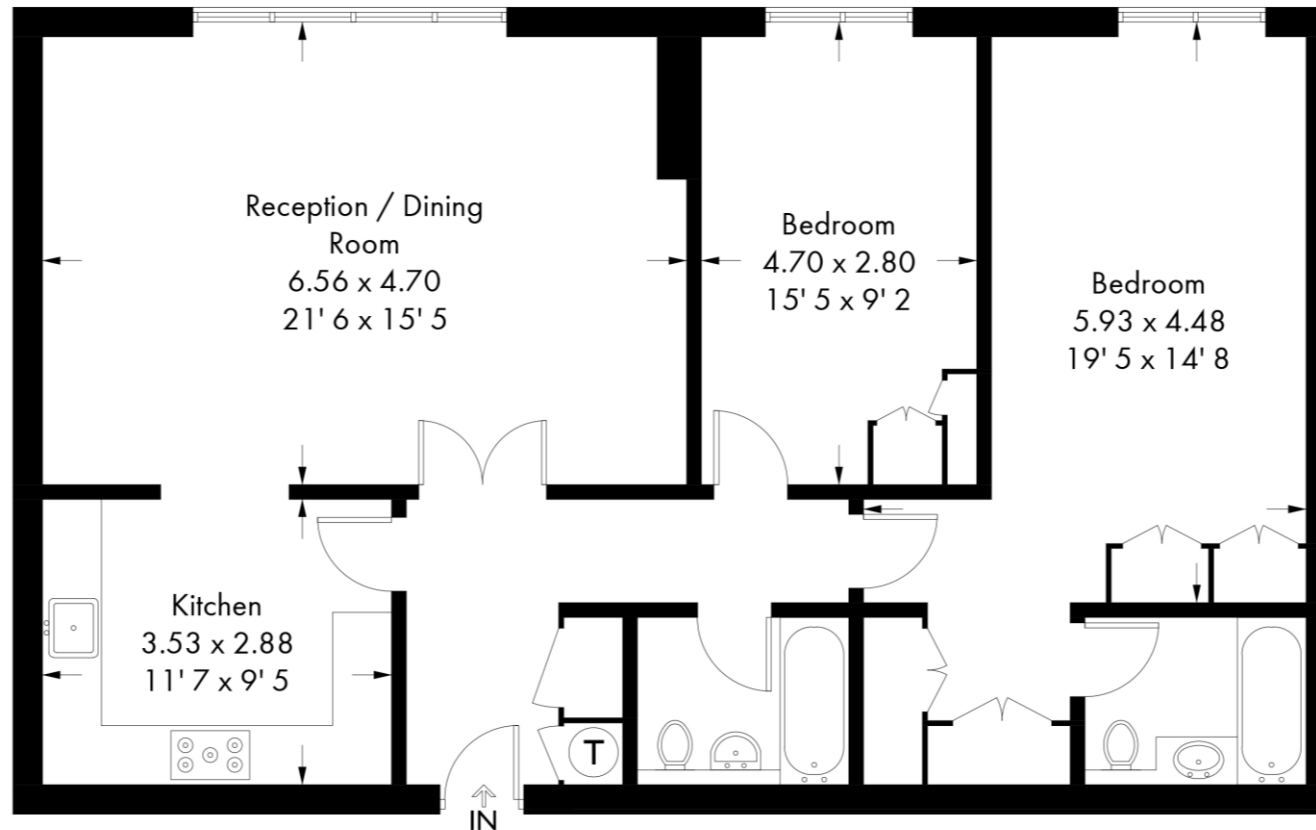 Reception / Dining
Room
6.56 x 4.70
21' 6 x 15' 5
Bedroom
4.70 x 2.80
15' 5 x 9' 2
Bedroom
5.93 x 4.48
19' 5 x 14' 8
Kitchen
3.53 x 2.88
11' 7 x 9' 5
T
IN